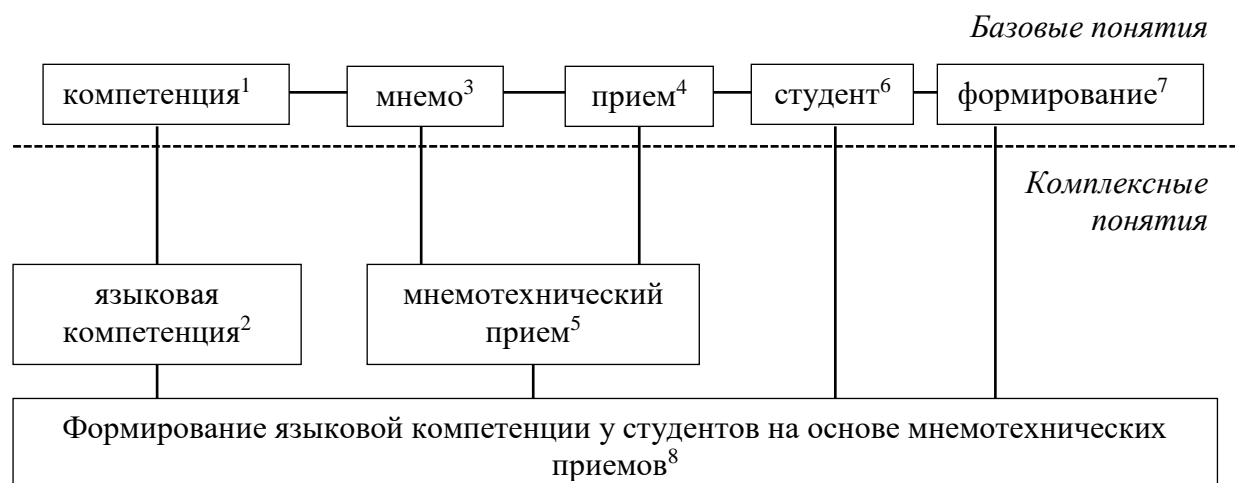 Базовые понятия
компетенция¹ мнемо³ прием⁴ студент⁶ формирование⁷
Комплексные
понятия
языковая
компетенция²
мнемотехнический
прием⁵
Формирование языковой компетенции у студентов на основе мнемотехнических
приемов⁸